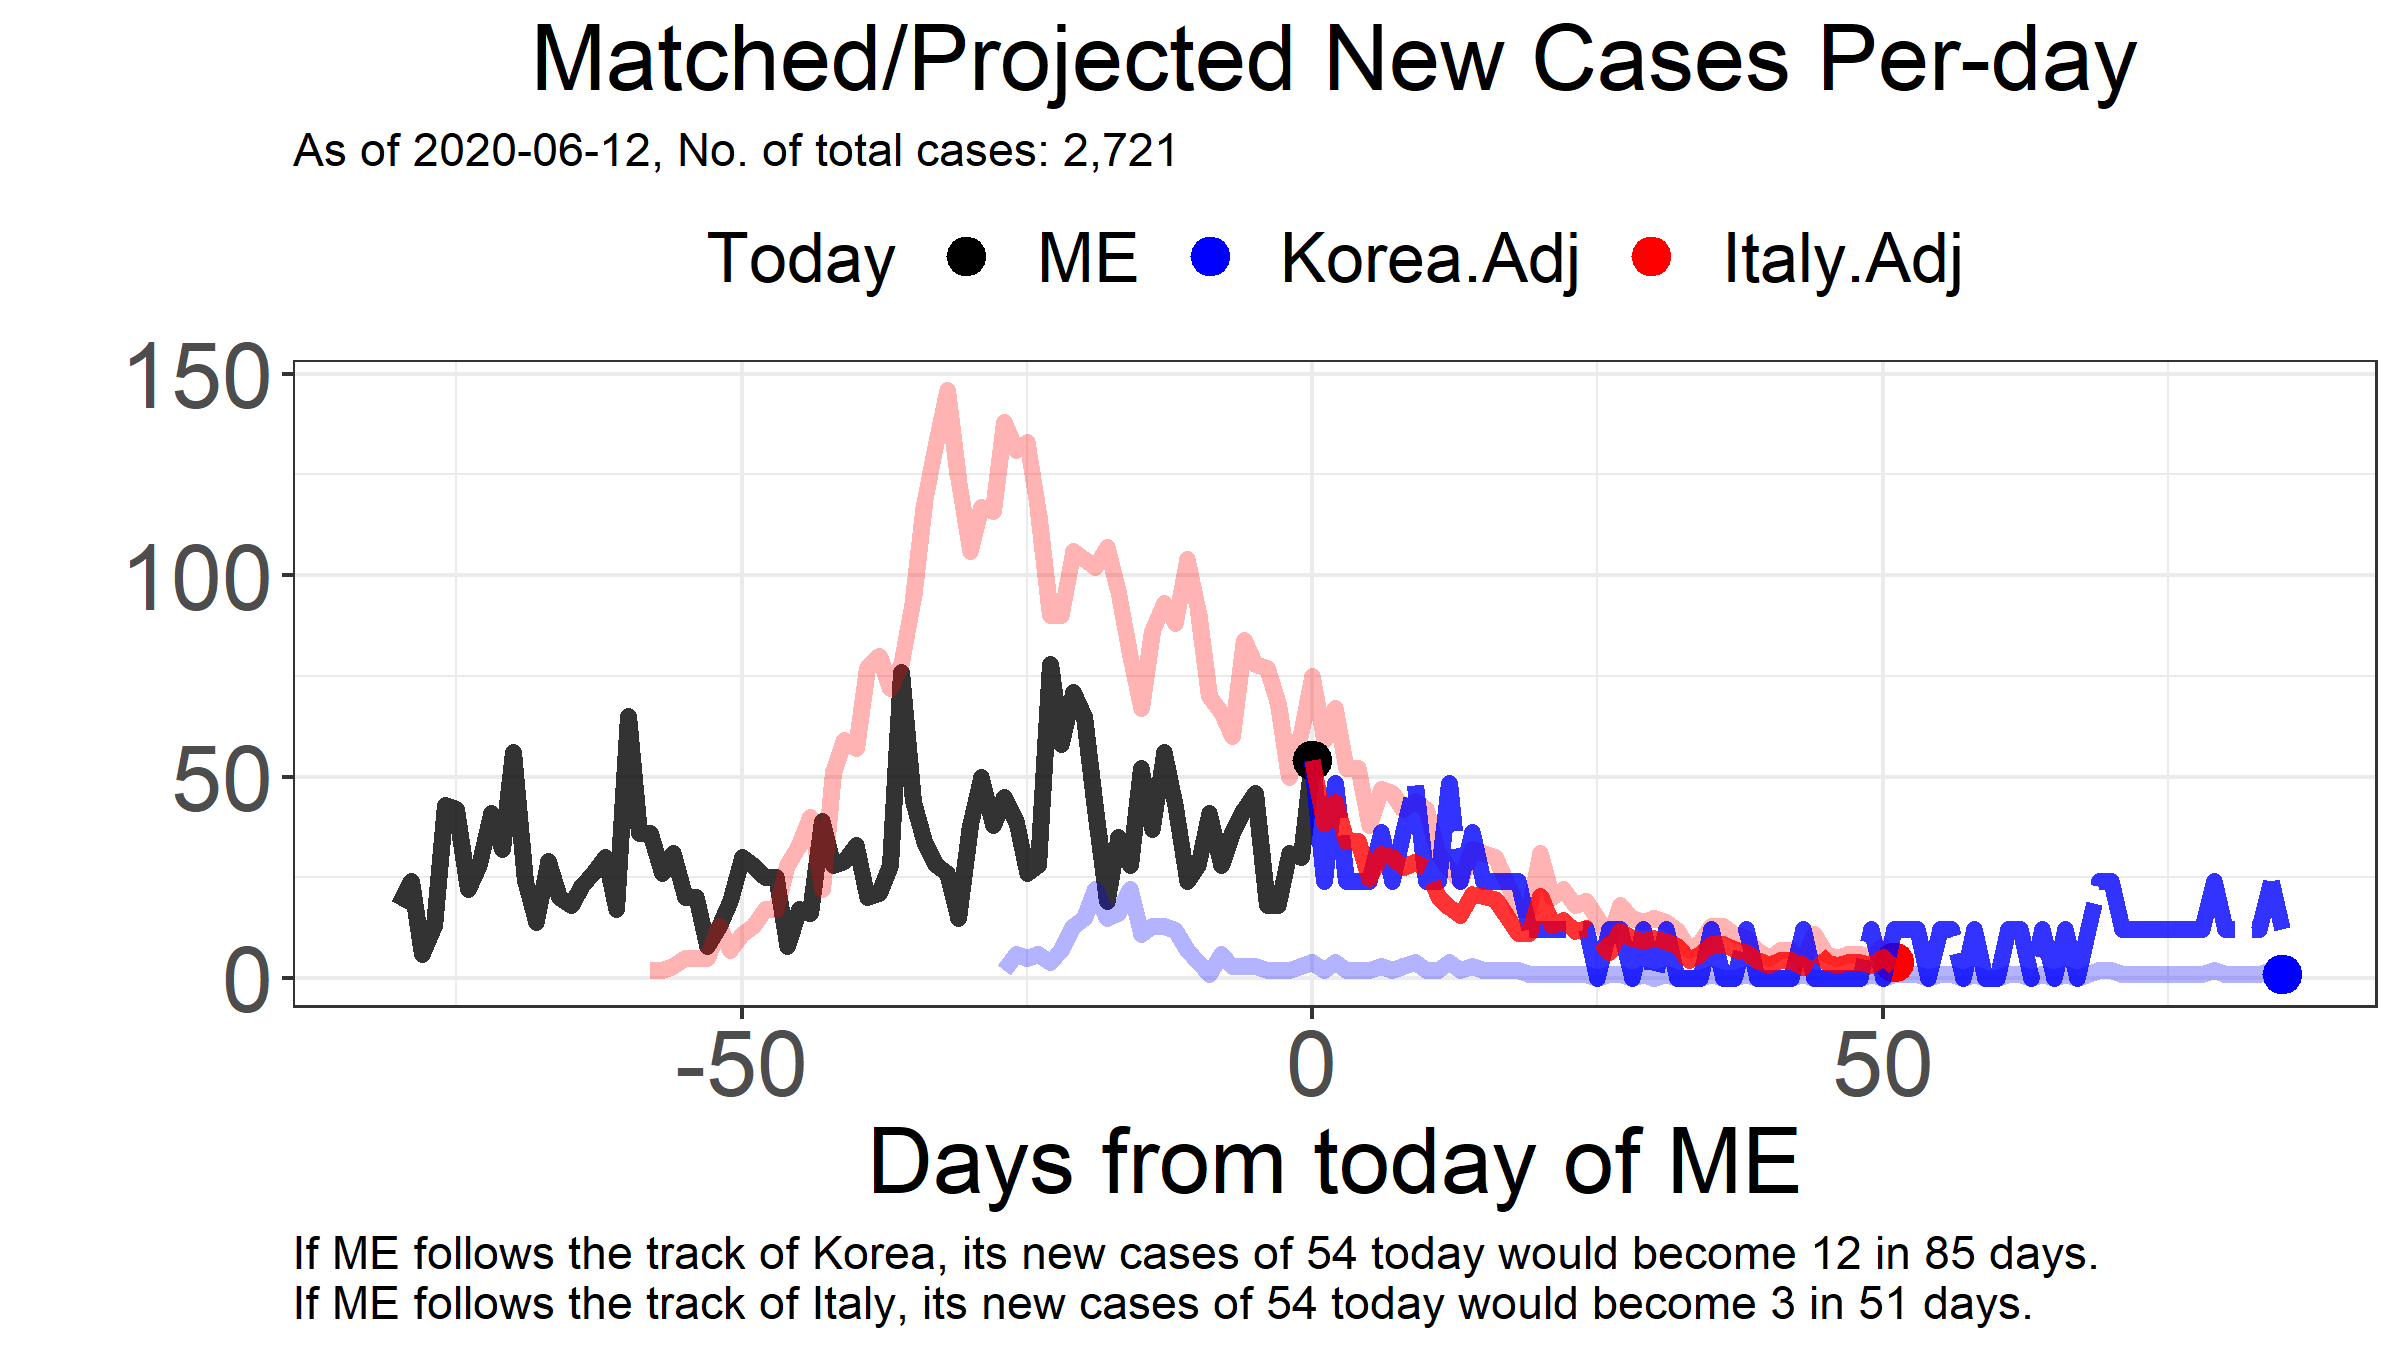 Matched/Projected New Cases Per-day
As of 2020-06-12, No. of total cases: 2,721
Today ME Korea.Adj Italy.Adj
150
100
50
0
-50 0 50
Days from today of ME
If ME follows the track of Korea, its new cases of 54 today would become 12 in 85 days.
If ME follows the track of Italy, its new cases of 54 today would become 3 in 51 days.